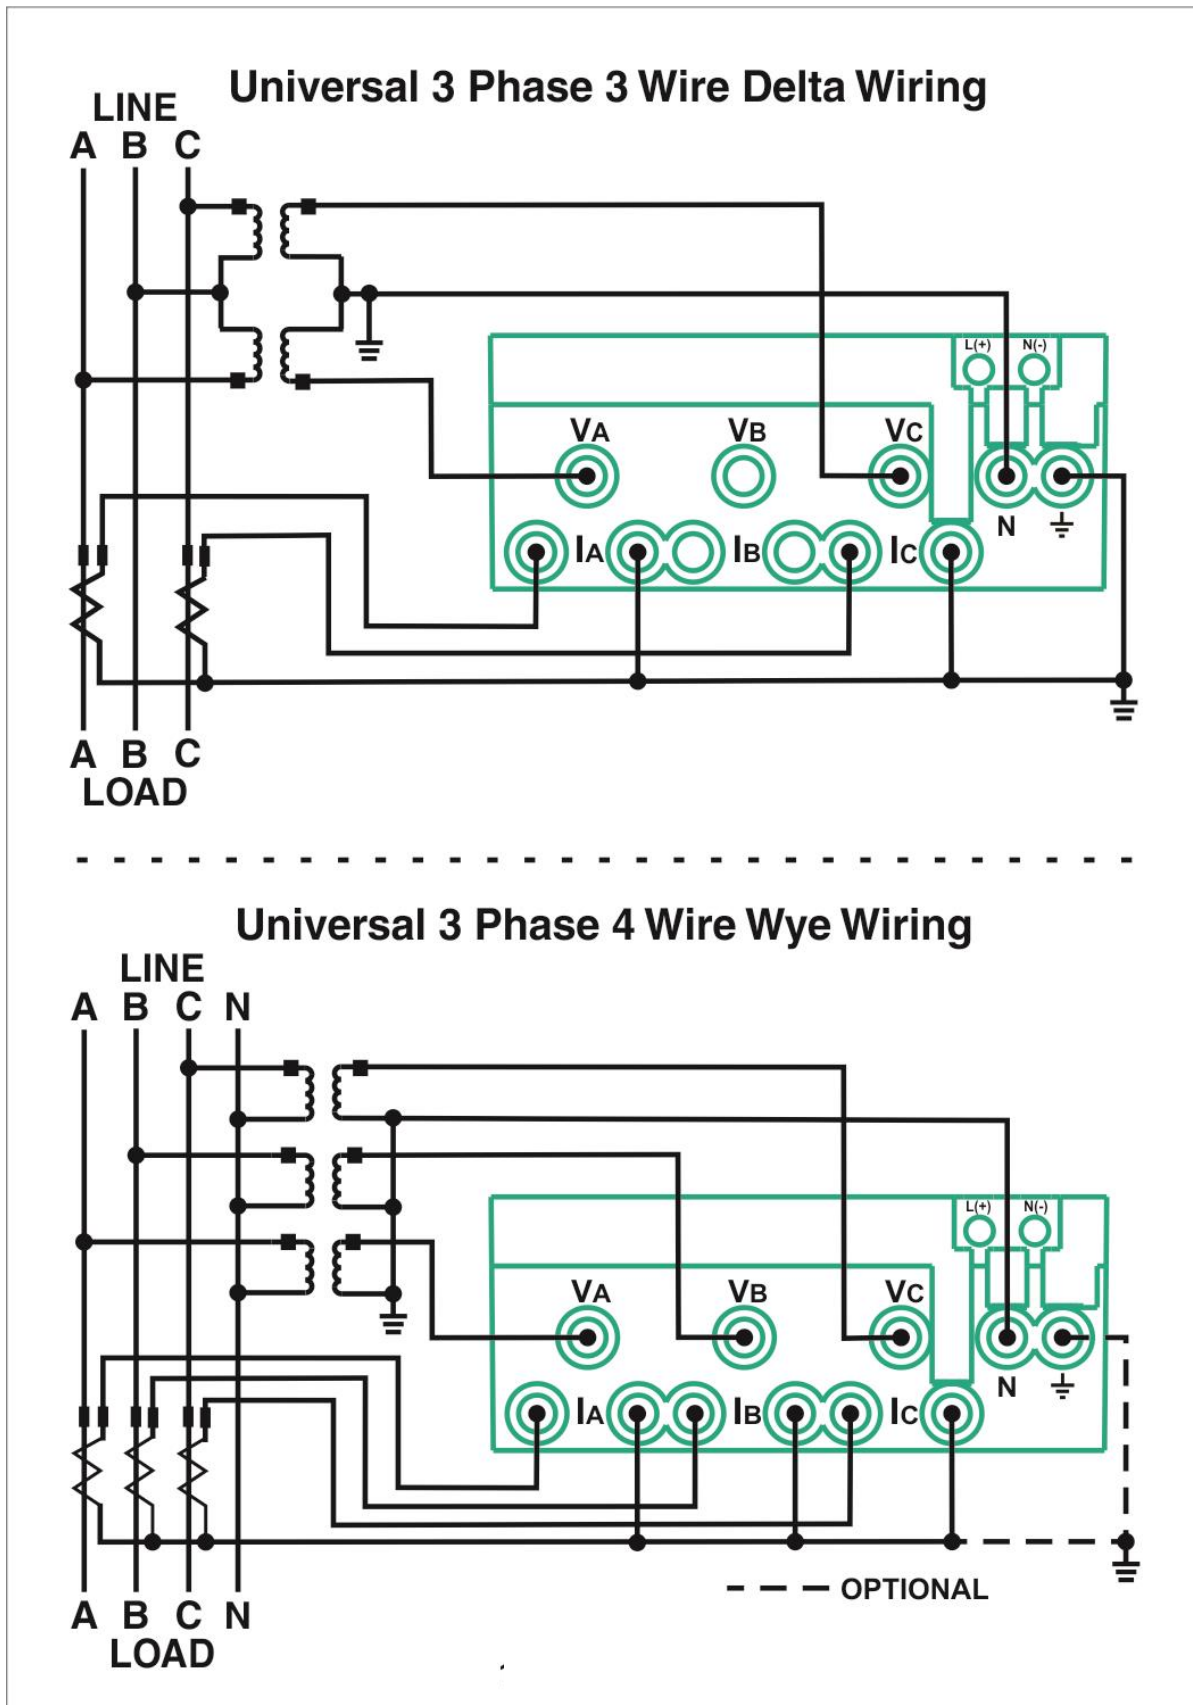 Universal 3 Phase 3 Wire Delta Wiring
LINE
A B C
L(+) N(-)
VA VB VC
N
IA IB IC
A B C
LOAD
Universal 3 Phase 4 Wire Wye Wiring
LINE
A B C N
L(+) N(-)
VA VB VC
N
IA IB IC
OPTIONAL
A B C N
LOAD